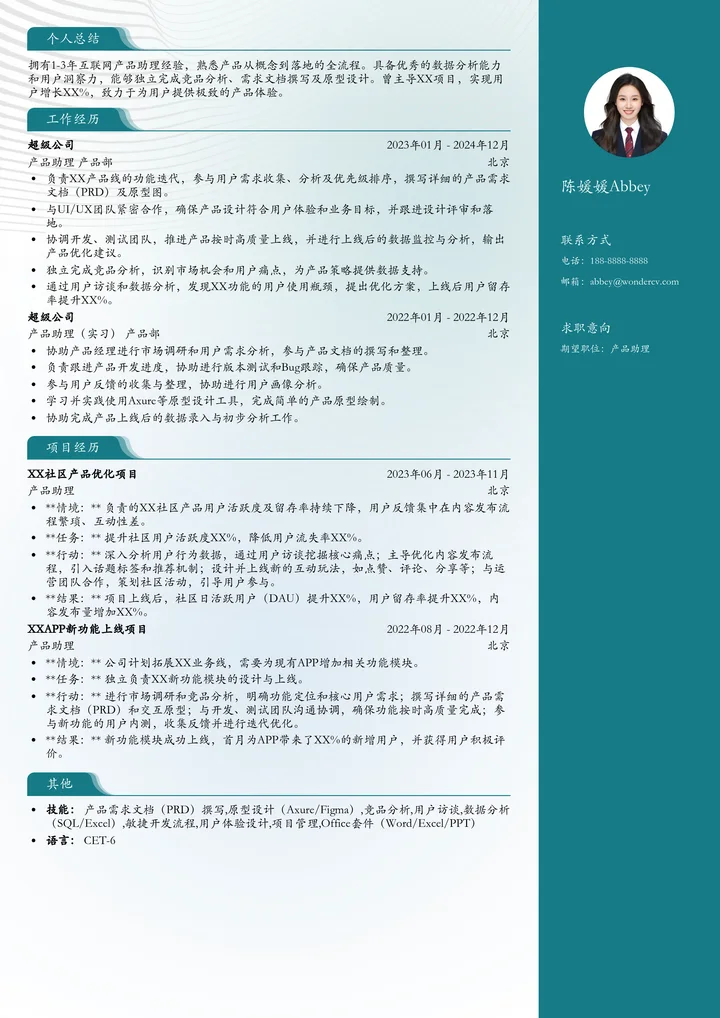 个人总结
拥有1-3年互联网产品助理经验，熟悉产品从概念到落地的全流程。具备优秀的数据分析能力
和用户洞察力，能够独立完成竞品分析、需求文档撰写及原型设计。曾主导XX项目，实现用
户增长XX%，致力于为用户提供极致的产品体验。
工作经历
超级公司 2023年01月 - 2024年12月
产品助理 产品部 北京
• 负责XX产品线的功能迭代，参与用户需求收集、分析及优先级排序，撰写详细的产品需求
文档（PRD）及原型图。
• 与UI/UX团队紧密合作，确保产品设计符合用户体验和业务目标，并跟进设计评审和落
地。
• 协调开发、测试团队，推进产品按时高质量上线，并进行上线后的数据监控与分析，输出
产品优化建议。
• 独立完成竞品分析，识别市场机会和用户痛点，为产品策略提供数据支持。
• 通过用户访谈和数据分析，发现XX功能的用户使用瓶颈，提出优化方案，上线后用户留存
率提升XX%。
超级公司 2022年01月 - 2022年12月
产品助理（实习） 产品部 北京
• 协助产品经理进行市场调研和用户需求分析，参与产品文档的撰写和整理。
• 负责跟进产品开发进度，协助进行版本测试和Bug跟踪，确保产品质量。
• 参与用户反馈的收集与整理，协助进行用户画像分析。
• 学习并实践使用Axure等原型设计工具，完成简单的产品原型绘制。
• 协助完成产品上线后的数据录入与初步分析工作。
项目经历
XX社区产品优化项目 2023年06月 - 2023年11月
产品助理 北京
• **情境：** 负责的XX社区产品用户活跃度及留存率持续下降，用户反馈集中在内容发布流
程繁琐、互动性差。
• **任务：** 提升社区用户活跃度XX%，降低用户流失率XX%。
• **行动：** 深入分析用户行为数据，通过用户访谈挖掘核心痛点；主导优化内容发布流
程，引入话题标签和推荐机制；设计并上线新的互动玩法，如点赞、评论、分享等；与运
营团队合作，策划社区活动，引导用户参与。
• **结果：** 项目上线后，社区日活跃用户（DAU）提升XX%，用户留存率提升XX%，内
容发布量增加XX%。
XXAPP新功能上线项目 2022年08月 - 2022年12月
产品助理 北京
• **情境：** 公司计划拓展XX业务线，需要为现有APP增加相关功能模块。
• **任务：** 独立负责XX新功能模块的设计与上线。
• **行动：** 进行市场调研和竞品分析，明确功能定位和核心用户需求；撰写详细的产品需
求文档（PRD）和交互原型；与开发、测试团队沟通协调，确保功能按时高质量完成；参
与新功能的用户内测，收集反馈并进行迭代优化。
• **结果：** 新功能模块成功上线，首月为APP带来了XX%的新增用户，并获得用户积极评
价。
其他
• 技能： 产品需求文档（PRD）撰写,原型设计（Axure/Figma）,竞品分析,用户访谈,数据分析
（SQL/Excel）,敏捷开发流程,用户体验设计,项目管理,Office套件（Word/Excel/PPT）
• 语言： CET-6
陈媛媛Abbey
联系方式
电话：188-8888-8888
邮箱：abbey@wondercv.com
求职意向
期望职位：产品助理